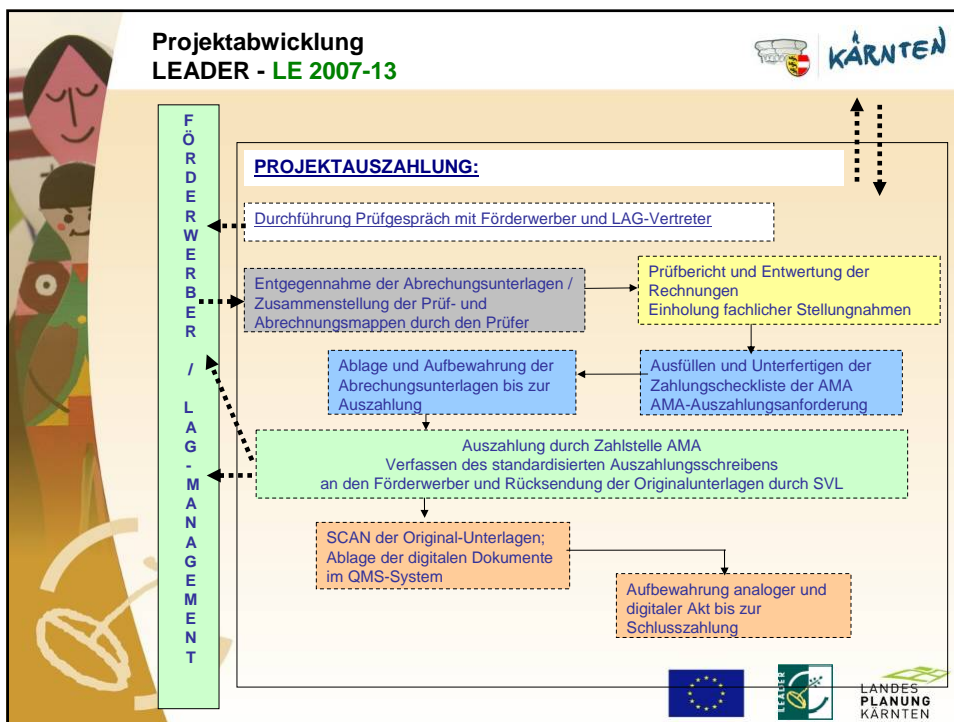 Projektabwicklung
LEADER - LE 2007-13
KÄRNTEN
FÖRDERWERBER / LAG-MANAGEMENT
PROJEKTAUSZAHLUNG:
Durchführung Prüfgespräch mit Förderwerber und LAG-Vertreter
Entgegennahme der Abrechungsunterlagen /
Zusammenstellung der Prüf- und
Abrechnungsmappen durch den Prüfer
Prüfbericht und Entwertung der
Rechnungen
Einholung fachlicher Stellungnahmen
Ablage und Aufbewahrung der
Abrechungsunterlagen bis zur
Auszahlung
Ausfüllen und Unterfertigen der
Zahlungscheckliste der AMA
AMA-Auszahlungsanforderung
Auszahlung durch Zahlstelle AMA
Verfassen des standardisierten Auszahlungsschreibens
an den Förderwerber und Rücksendung der Originalunterlagen durch SVL
SCAN der Original-Unterlagen;
Ablage der digitalen Dokumente
im QMS-System
Aufbewahrung analoger und
digitaler Akt bis zur
Schlusszahlung
LEADER
LANDES
PLANUNG
KÄRNTEN